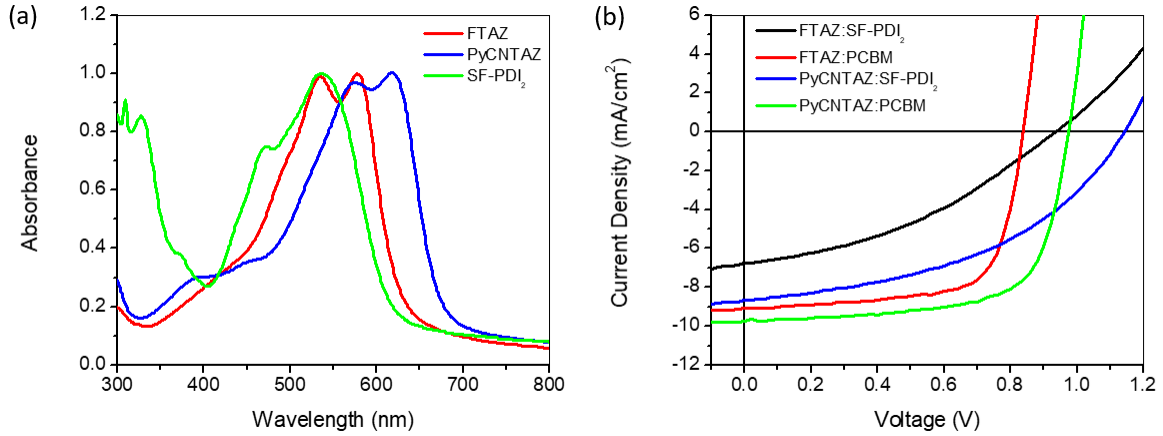 (a)
1.2
1.0
0.8
0.6
0.4
0.2
0.0
Absorbance
FTAZ
PyCNTAZ
SF-PDI₂
300 400 500 600 700 800
Wavelength (nm)
(b)
6
4
2
0
-2
-4
-6
-8
-10
-12
Current Density (mA/cm²)
FTAZ:SF-PDI₂
FTAZ:PCBM
PyCNTAZ:SF-PDI₂
PyCNTAZ:PCBM
0.0 0.2 0.4 0.6 0.8 1.0 1.2
Voltage (V)